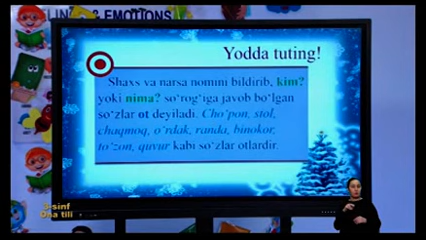 LINGS & EMOTIONS
Yodda tuting!
Shaxs va narsa nomini bildirib, kim?
yoki nima? so‘rog‘iga javob bo‘lgan
so‘zlar ot deyiladi. Cho‘pon, stol,
chaqmoq, o‘rdak, randa, binokor,
to‘zon, quvur kabi so‘zlar otlardir.
3-sinf
Ona tili